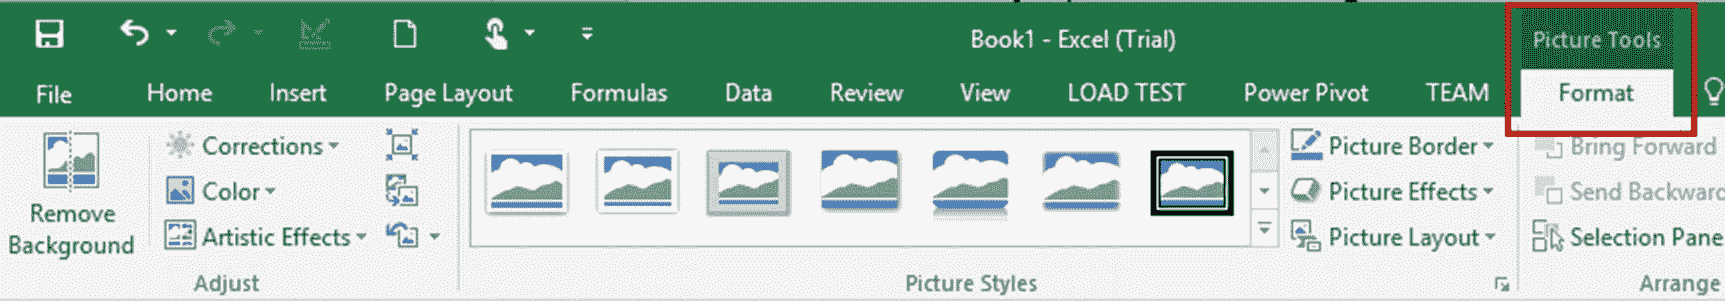 Book1 - Excel (Trial)
Picture Tools
File Home Insert Page Layout Formulas Data Review View LOAD TEST Power Pivot TEAM Format
Remove
Background
Corrections
Color
Artistic Effects
Adjust
Picture Styles
Picture Border
Picture Effects
Picture Layout
Bring Forward
Send Backward
Selection Pane
Arrange